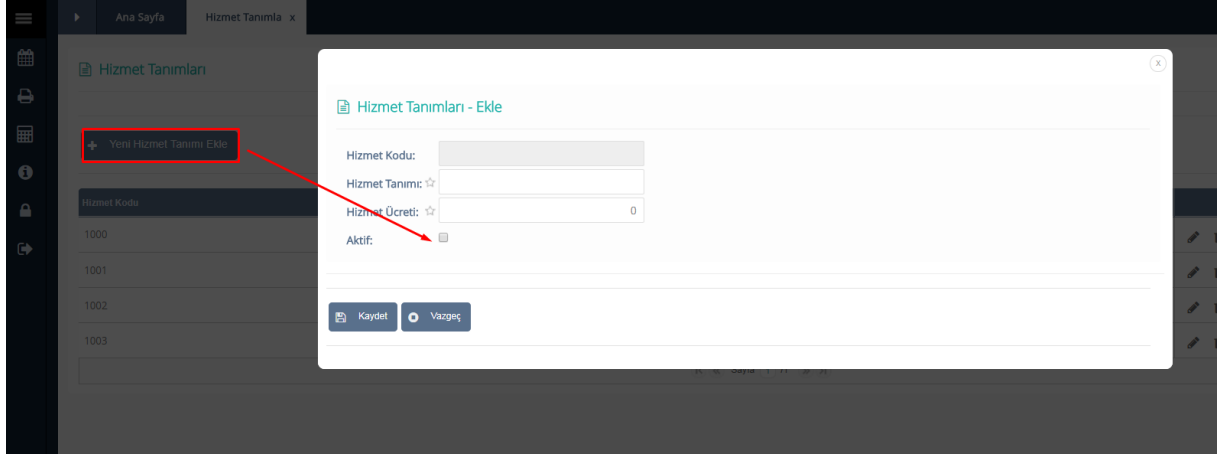 Ana Sayfa
Hizmet Tanımla x
Hizmet Tanımları
x
Hizmet Tanımları - Ekle
Yeni Hizmet Tanımı Ekle
Hizmet Kodu:
Hizmet Tanımı:
Hizmet Ücreti: 0
Aktif:
Hizmet Kodu
1000
1001
1002
1003
Kaydet Vazgeç